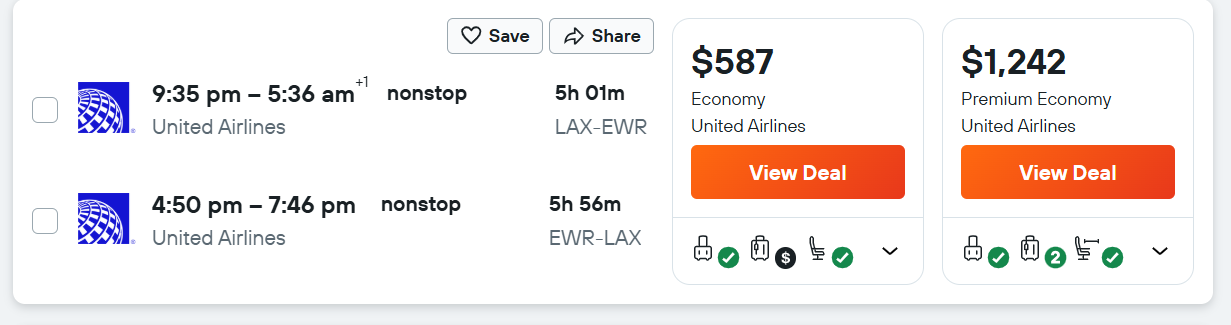 Save
Share
9:35 pm – 5:36 am+1 nonstop 5h 01m
United Airlines LAX-EWR
4:50 pm – 7:46 pm nonstop 5h 56m
United Airlines EWR-LAX
$587
Economy
United Airlines
View Deal
$
$1,242
Premium Economy
United Airlines
View Deal
2